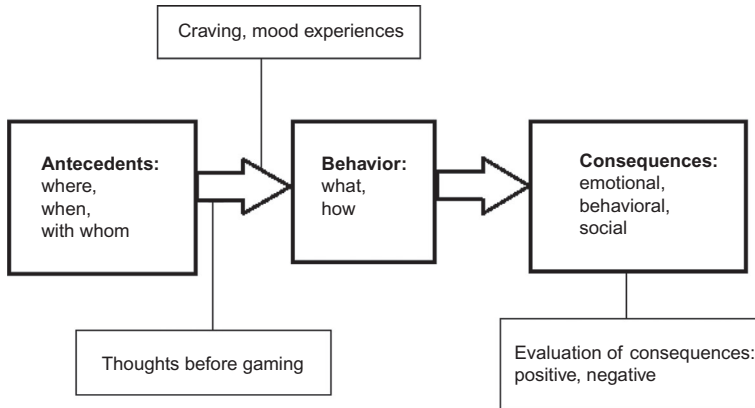 Craving, mood experiences
Antecedents:
where,
when,
with whom
Behavior:
what,
how
Consequences:
emotional,
behavioral,
social
Thoughts before gaming
Evaluation of consequences:
positive, negative